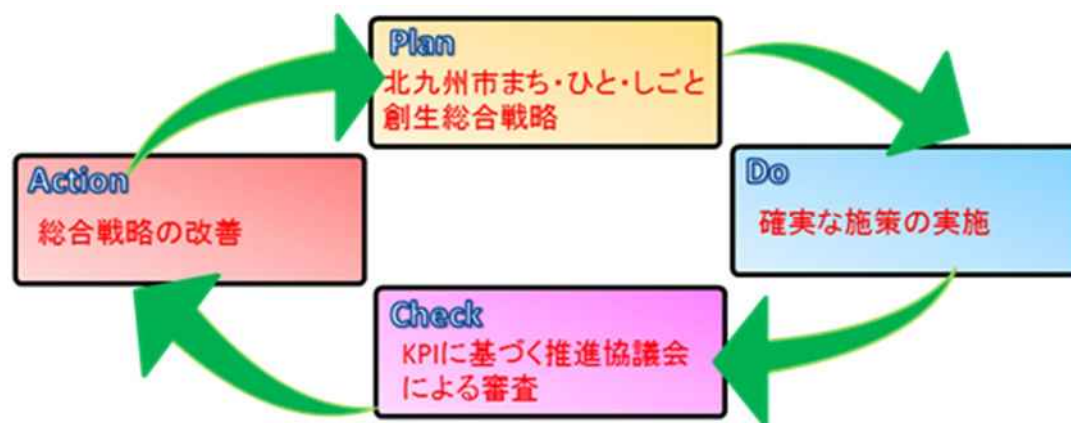 Plan
北九州市まち・ひと・しごと
創生総合戦略
Do
確実な施策の実施
Check
KPIに基づく推進協議会
による審査
Action
総合戦略の改善